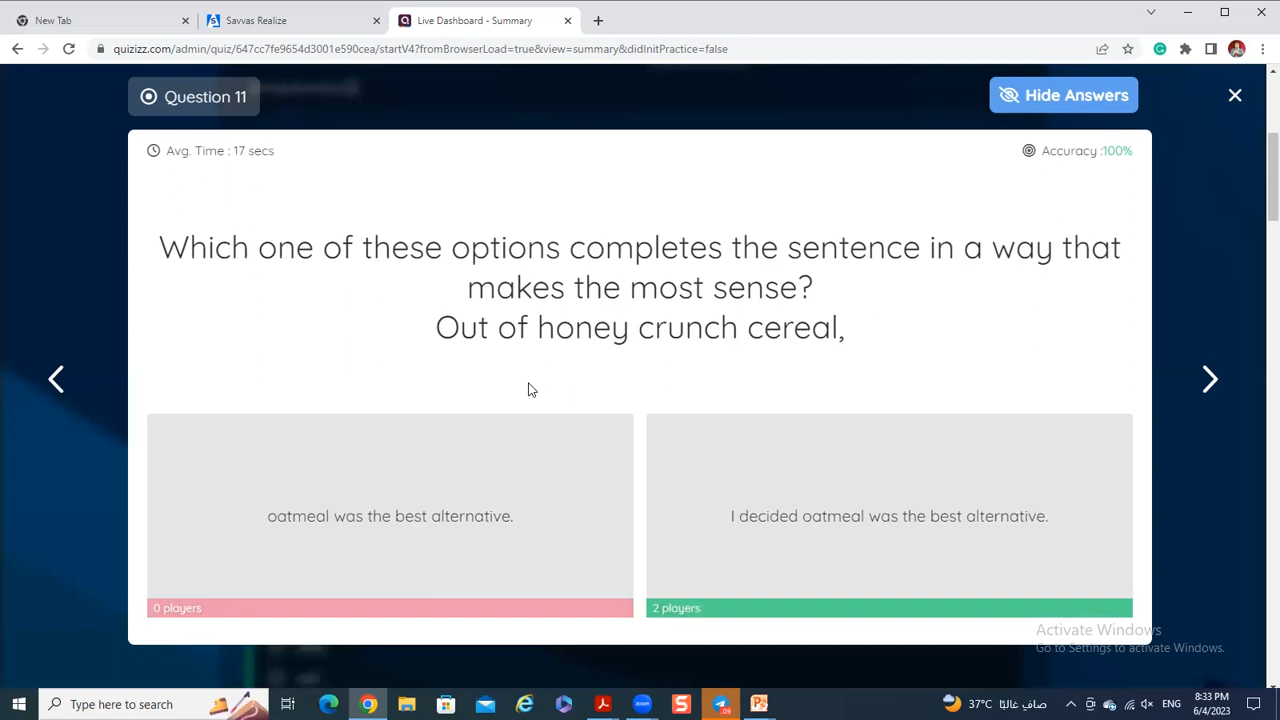 New Tab
Savvas Realize
Live Dashboard - Summary
quizizz.com/admin/quiz/647cc7fe9654d3001e590cea/startV4?fromBrowserLoad=true&view=summary&didInitPractice=false
Question 11
Hide Answers
Avg. Time : 17 secs
Accuracy :100%
Which one of these options completes the sentence in a way that
makes the most sense?
Out of honey crunch cereal,
oatmeal was the best alternative.
I decided oatmeal was the best alternative.
0 players
2 players
Activate Windows
Go to Settings to activate Windows.
Type here to search
zoom
37°C صافٍ غالبًا
ENG
8:33 PM
6/4/2023